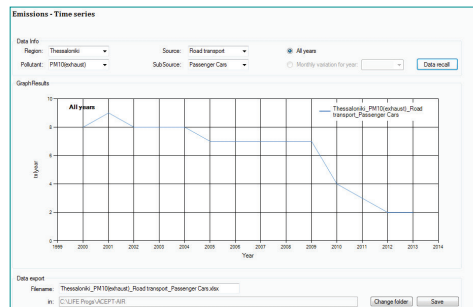 Emissions - Time series
Data Info
Region: Thessaloniki Source: Road transport All years
Pollutant: PM10(exhaust) SubSource: Passenger Cars Monthly variation for year: Data recall
Graph Results
All years
Thessaloniki_PM10(exhaust)_Road
transport_Passenger Cars
10
8
6
4
2
0
te/year
1999 2000 2001 2002 2003 2004 2005 2006 2007 2008 2009 2010 2011 2012 2013 2014
Year
Data export
Filename: Thessaloniki_PM10(exhaust)_Road transport_Passenger Cars.xlsx
in: C:\LIFE Progs\ACEPT-AIR Change folder Save